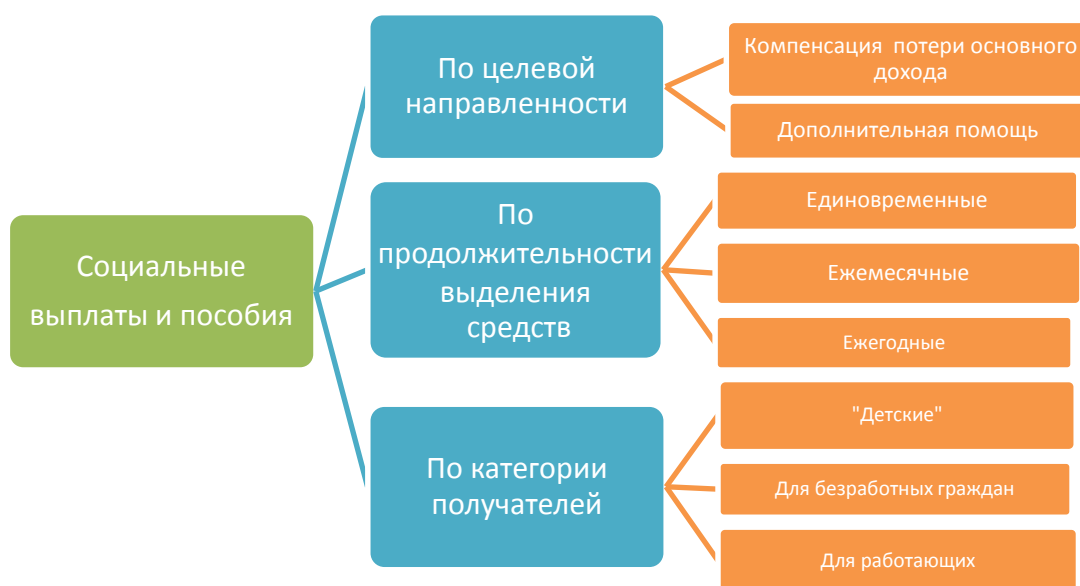 Социальные
выплаты и пособия
По целевой
направленности
Компенсация потери основного
дохода
Дополнительная помощь
По
продолжительности
выделения
средств
Единовременные
Ежемесячные
Ежегодные
По категории
получателей
"Детские"
Для безработных граждан
Для работающих